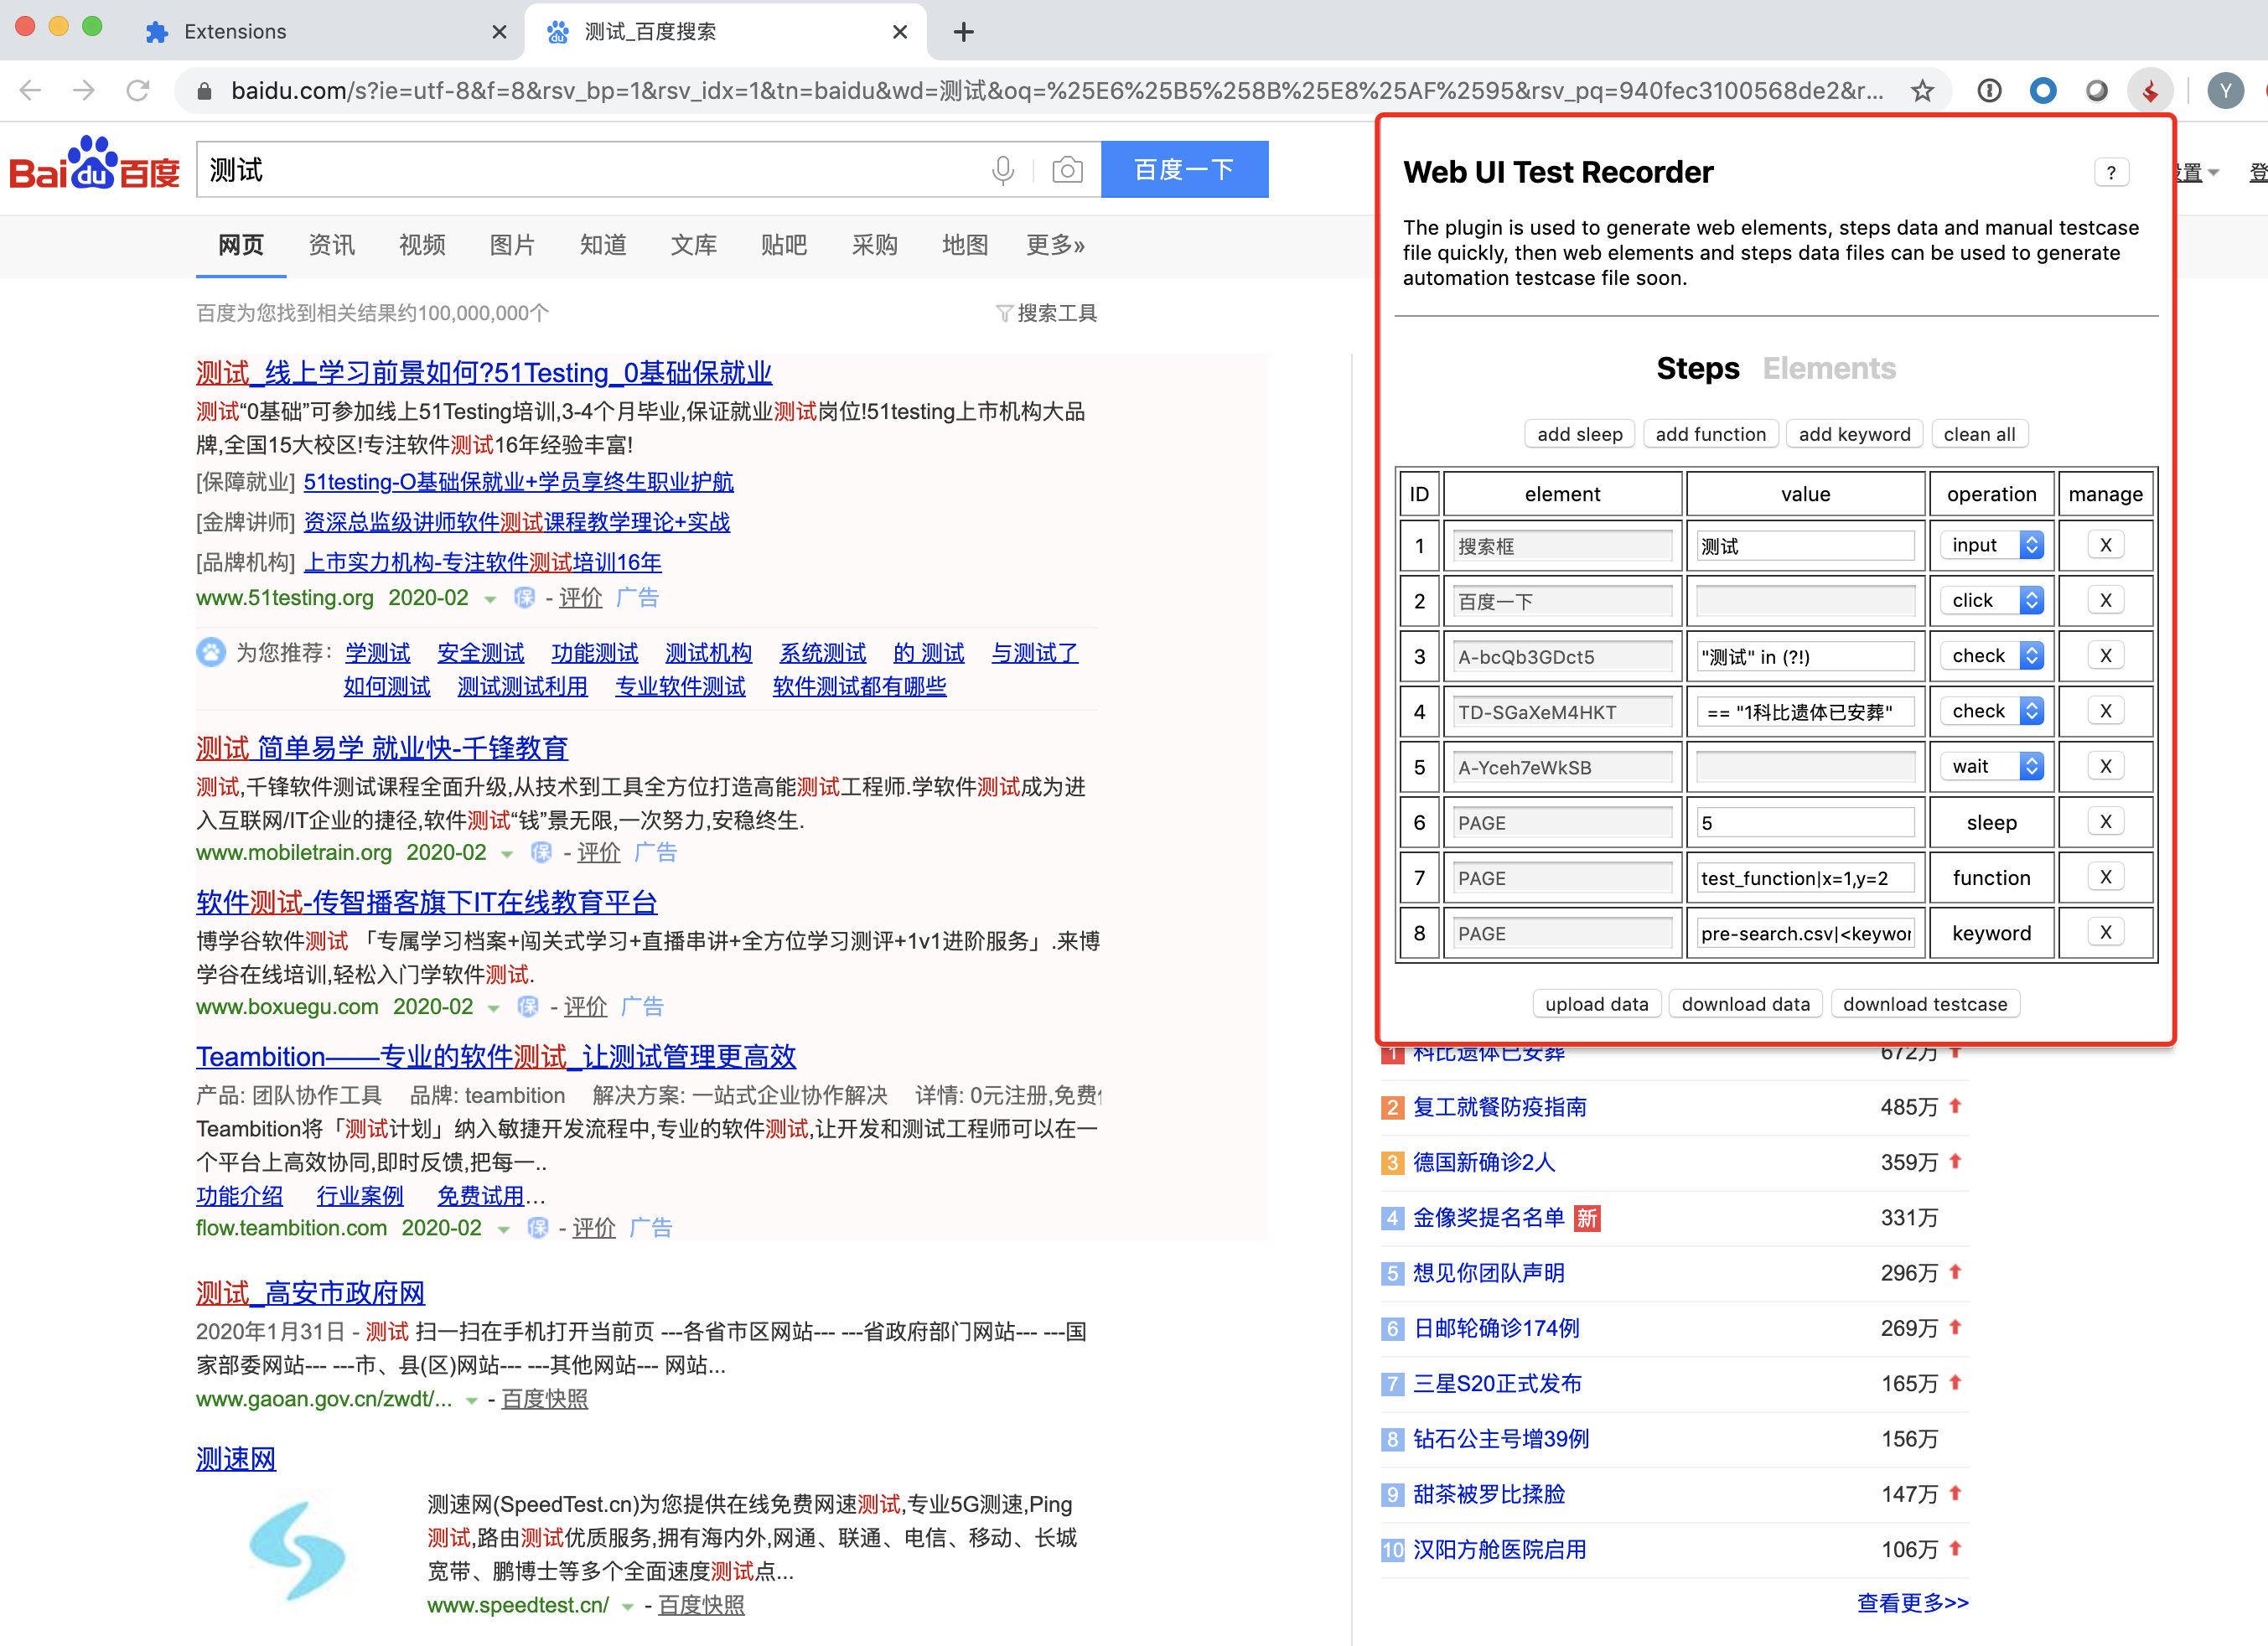 Extensions
测试_百度搜索
baidu.com/s?ie=utf-8&f=8&rsv_bp=1&rsv_idx=1&tn=baidu&wd=测试&oq=%25E6%25B5%258B%25E8%25AF%2595&rsv_pq=940fec3100568de2&r...
Y
Bai du 百度
测试
百度一下
网页 资讯 视频 图片 知道 文库 贴吧 采购 地图 更多»
百度为您找到相关结果约100,000,000个
搜索工具
测试_线上学习前景如何?51Testing_0基础保就业
测试“0基础”可参加线上51Testing培训,3-4个月毕业,保证就业测试岗位!51testing上市机构大品
牌,全国15大校区!专注软件测试16年经验丰富!
[保障就业] 51testing-O基础保就业+学员享终生职业护航
[金牌讲师] 资深总监级讲师软件测试课程教学理论+实战
[品牌机构] 上市实力机构-专注软件测试培训16年
www.51testing.org 2020-02 保 - 评价 广告
为您推荐: 学测试 安全测试 功能测试 测试机构 系统测试 的 测试 与测试了
如何测试 测试测试利用 专业软件测试 软件测试都有哪些
测试 简单易学 就业快-千锋教育
测试,千锋软件测试课程全面升级,从技术到工具全方位打造高能测试工程师.学软件测试成为进
入互联网/IT企业的捷径,软件测试“钱”景无限,一次努力,安稳终生.
www.mobiletrain.org 2020-02 保 - 评价 广告
软件测试-传智播客旗下IT在线教育平台
博学谷软件测试 「专属学习档案+闯关式学习+直播串讲+全方位学习测评+1v1进阶服务」.来博
学谷在线培训,轻松入门学软件测试.
www.boxuegu.com 2020-02 保 - 评价 广告
Teambition——专业的软件测试_让测试管理更高效
产品: 团队协作工具 品牌: teambition 解决方案: 一站式企业协作解决 详情: 0元注册,免费
Teambition将「测试计划」纳入敏捷开发流程中,专业的软件测试,让开发和测试工程师可以在一
个平台上高效协同,即时反馈,把每一..
功能介绍 行业案例 免费试用...
flow.teambition.com 2020-02 保 - 评价 广告
测试_高安市政府网
2020年1月31日 - 测试 扫一扫在手机打开当前页 ---各省市区网站--- ---省政府部门网站--- ---国
家部委网站--- ---市、县(区)网站--- ---其他网站--- 网站...
www.gaoan.gov.cn/zwdt/... - 百度快照
测速网
测速网(SpeedTest.cn)为您提供在线免费网速测试,专业5G测速,Ping
测试,路由测试优质服务,拥有海内外,网通、联通、电信、移动、长城
宽带、鹏博士等多个全面速度测试点...
www.speedtest.cn/ - 百度快照
Web UI Test Recorder
?
置
登
The plugin is used to generate web elements, steps data and manual testcase
file quickly, then web elements and steps data files can be used to generate
automation testcase file soon.
Steps Elements
add sleep add function add keyword clean all
ID element value operation manage
1 搜索框 测试 input X
2 百度一下 click X
3 A-bcQb3GDct5 "测试" in (?!) check X
4 TD-SGaXeM4HKT == "1科比遗体已安葬" check X
5 A-Yceh7eWkSB wait X
6 PAGE 5 sleep X
7 PAGE test_function|x=1,y=2 function X
8 PAGE pre-search.csv|<keywor keyword X
upload data download data download testcase
1 科比遗体已安葬 672万
2 复工就餐防疫指南 485万
3 德国新确诊2人 359万
4 金像奖提名名单 新 331万
5 想见你团队声明 296万
6 日邮轮确诊174例 269万
7 三星S20正式发布 165万
8 钻石公主号增39例 156万
9 甜茶被罗比揉脸 147万
10 汉阳方舱医院启用 106万
查看更多>>